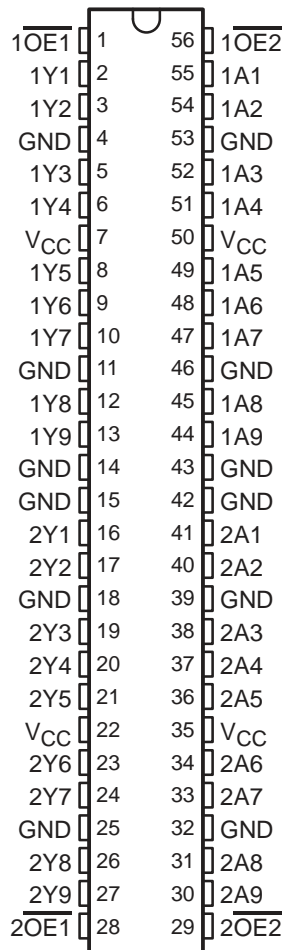 1OE1 1 56 1OE2
1Y1 2 55 1A1
1Y2 3 54 1A2
GND 4 53 GND
1Y3 5 52 1A3
1Y4 6 51 1A4
VCC 7 50 VCC
1Y5 8 49 1A5
1Y6 9 48 1A6
1Y7 10 47 1A7
GND 11 46 GND
1Y8 12 45 1A8
1Y9 13 44 1A9
GND 14 43 GND
GND 15 42 GND
2Y1 16 41 2A1
2Y2 17 40 2A2
GND 18 39 GND
2Y3 19 38 2A3
2Y4 20 37 2A4
2Y5 21 36 2A5
VCC 22 35 VCC
2Y6 23 34 2A6
2Y7 24 33 2A7
GND 25 32 GND
2Y8 26 31 2A8
2Y9 27 30 2A9
2OE1 28 29 2OE2